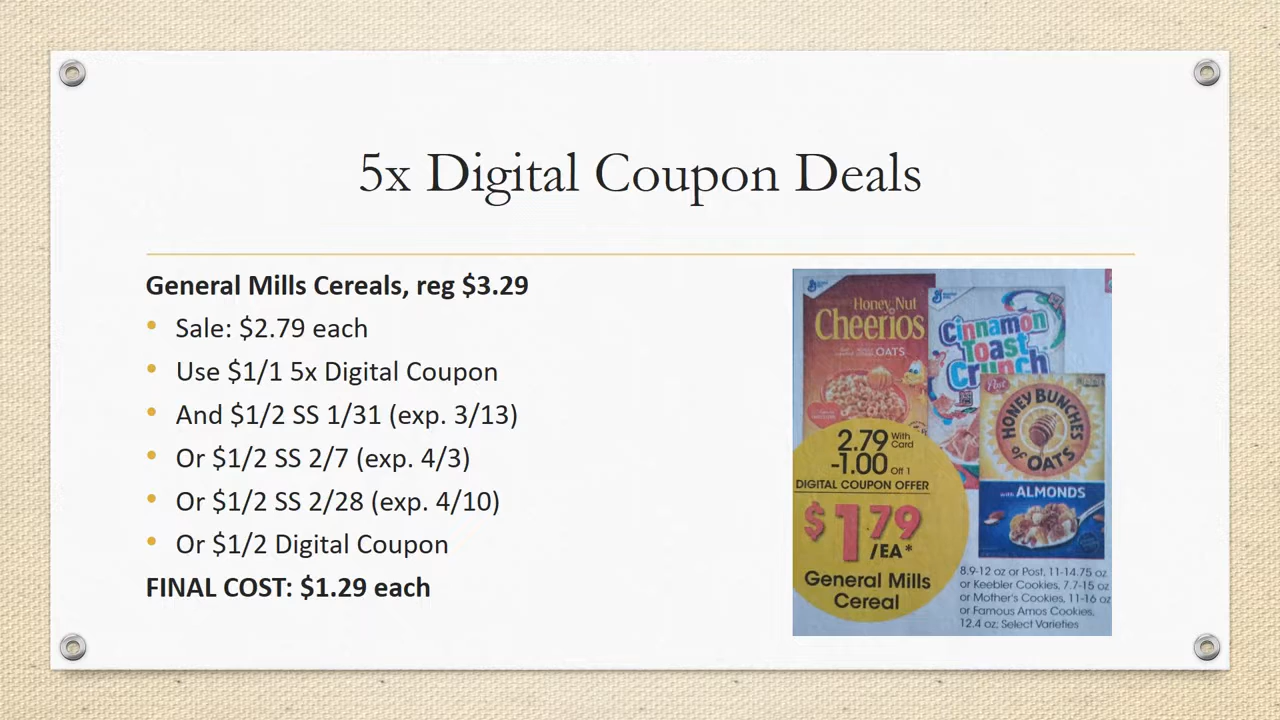 5x Digital Coupon Deals
General Mills Cereals, reg $3.29
Sale: $2.79 each
Use $1/1 5x Digital Coupon
And $1/2 SS 1/31 (exp. 3/13)
Or $1/2 SS 2/7 (exp. 4/3)
Or $1/2 SS 2/28 (exp. 4/10)
Or $1/2 Digital Coupon
FINAL COST: $1.29 each
Honey Nut
Cheerios
OATS
Cinnamon
Toast
Crunch
Post
HONEY BUNCHES
OF OATS
with ALMONDS
2.79 With Card
-1.00 Off 1
DIGITAL COUPON OFFER
$1.79
/EA*
General Mills
Cereal
8.9-12 oz or Post, 11-14.75 oz
or Keebler Cookies, 7.7-15 oz
or Mother's Cookies, 11-16 oz
or Famous Amos Cookies,
12.4 oz; Select Varieties